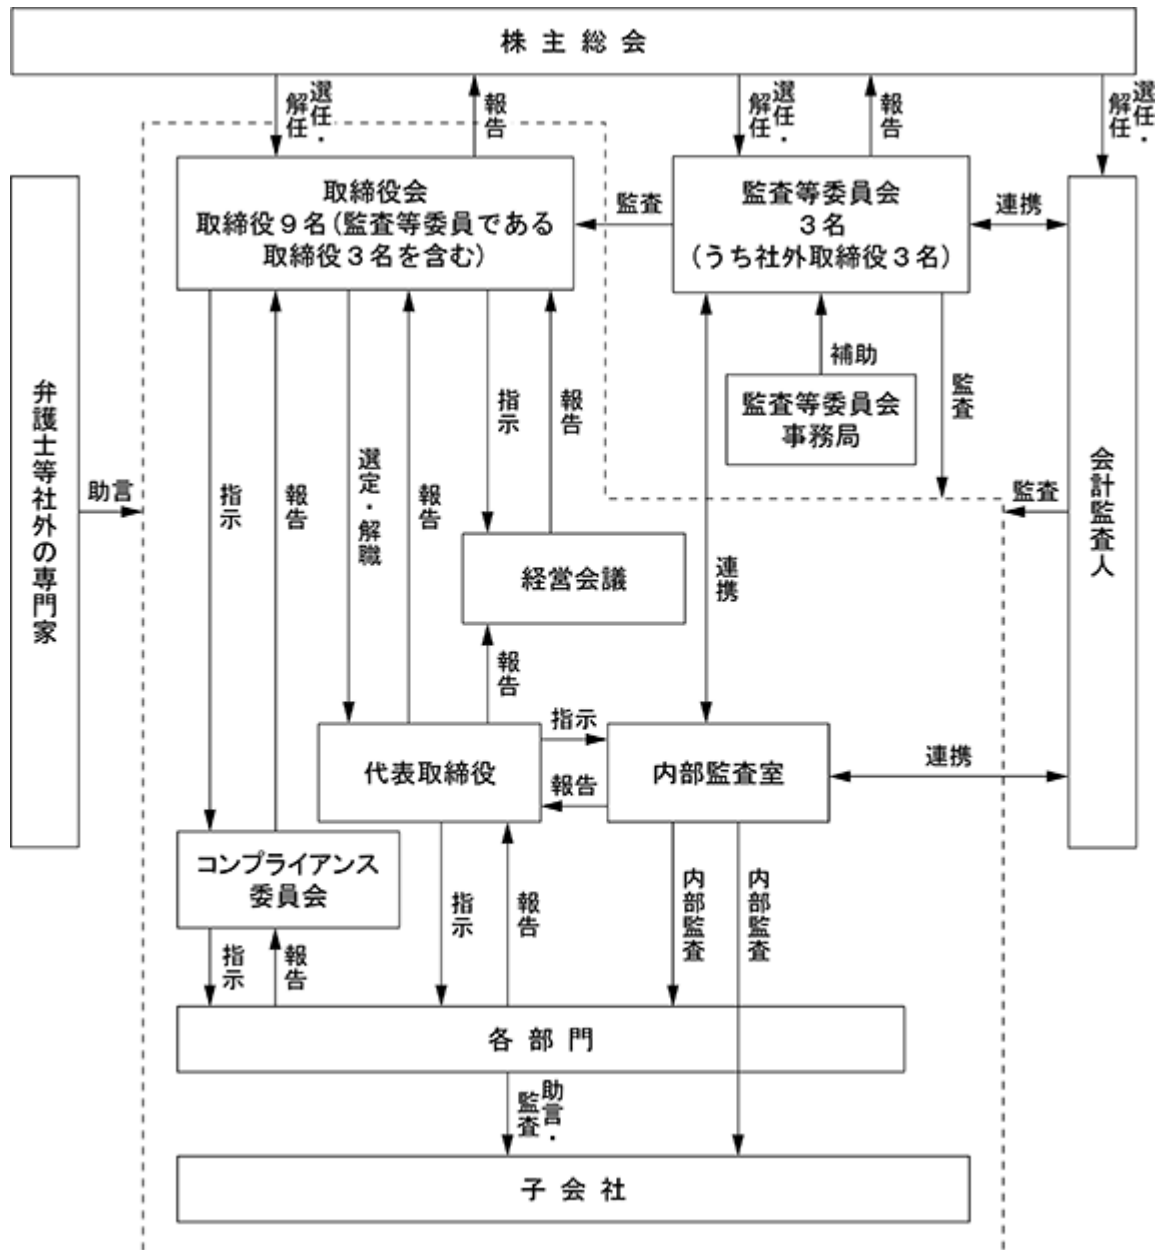 株主総会
選任・
解任
報告
選任・
解任
報告
選任・
解任
取締役会
取締役９名（監査等委員である
取締役３名を含む）
監査
監査等委員会
３名
（うち社外取締役３名）
連携
補助
監査等委員会
事務局
監査
弁護士等社外の専門家
助言
会計監査人
監査
指示
報告
選定・解職
報告
指示
報告
経営会議
報告
連携
代表取締役
指示
報告
内部監査室
連携
コンプライアンス
委員会
指示
報告
指示
報告
内部監査
内部監査
各部門
助言・
監査
子会社